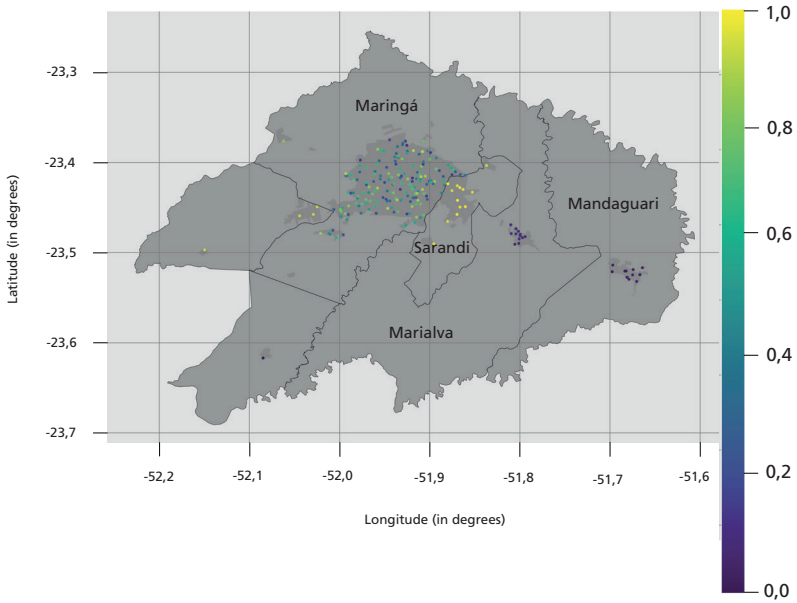 -23,3
-23,4
-23,5
-23,6
-23,7
Latitude (in degrees)
Maringá
Mandaguari
Sarandi
Marialva
-52,2 -52,1 -52,0 -51,9 -51,8 -51,7 -51,6
Longitude (in degrees)
1,0
0,8
0,6
0,4
0,2
0,0